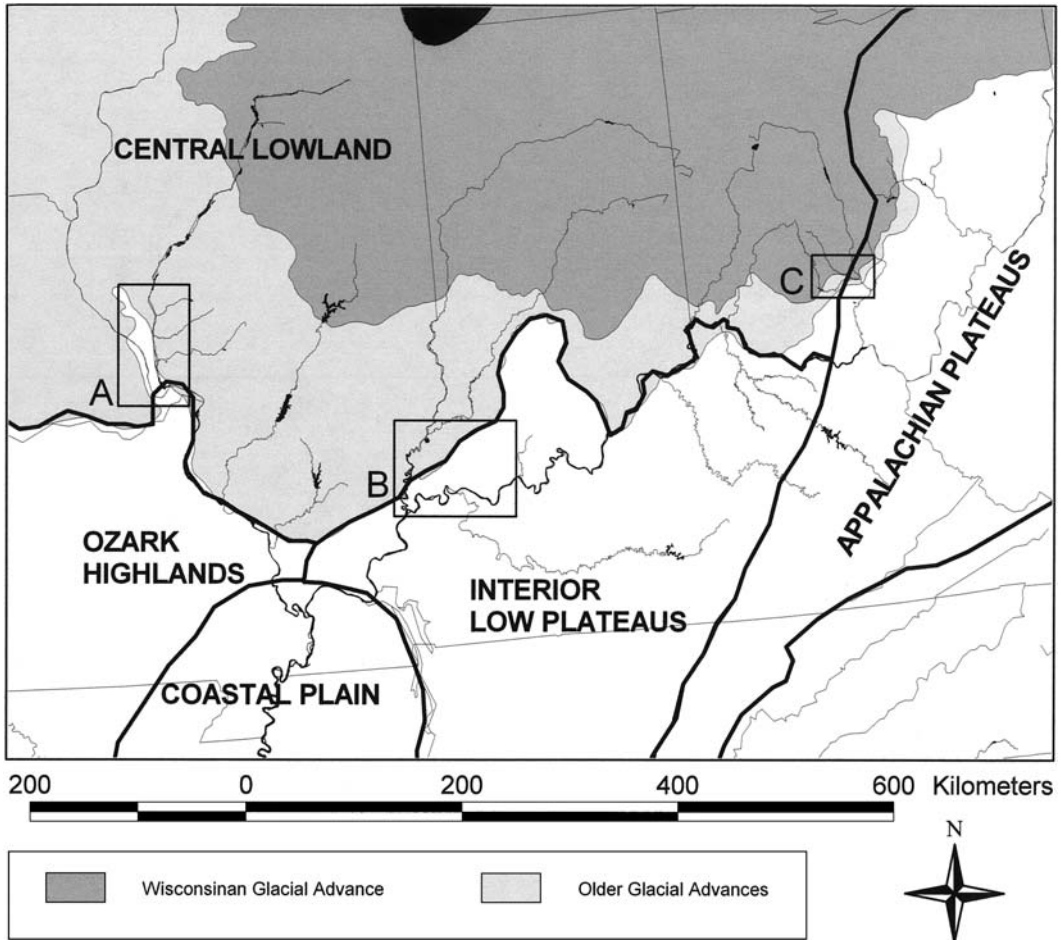 CENTRAL LOWLAND
C
A
B
APPALACHIAN PLATEAUS
OZARK
HIGHLANDS
INTERIOR
LOW PLATEAUS
COASTAL PLAIN
200 0 200 400 600 Kilometers
N
Wisconsinan Glacial Advance Older Glacial Advances